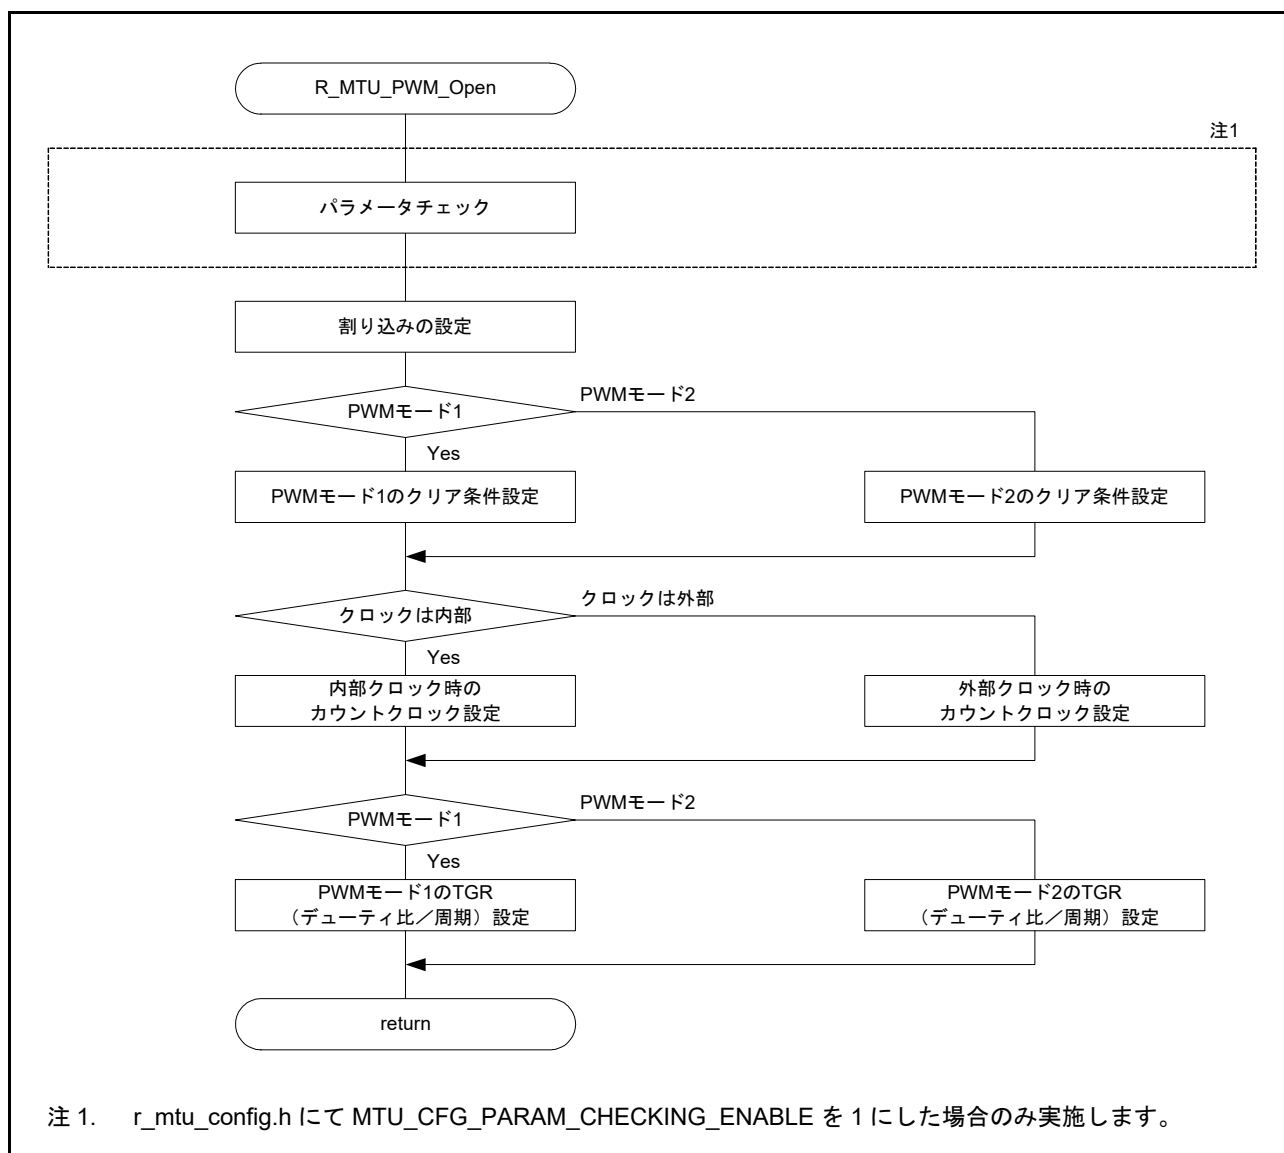 R_MTU_PWM_Open
注1
パラメータチェック
割り込みの設定
PWMモード1
PWMモード2
Yes
PWMモード1のクリア条件設定
PWMモード2のクリア条件設定
クロックは内部
クロックは外部
Yes
内部クロック時の
カウントクロック設定
外部クロック時の
カウントクロック設定
PWMモード1
PWMモード2
Yes
PWMモード1のTGR
（デューティ比／周期）設定
PWMモード2のTGR
（デューティ比／周期）設定
return
注 1. r_mtu_config.h にて MTU_CFG_PARAM_CHECKING_ENABLE を 1 にした場合のみ実施します。